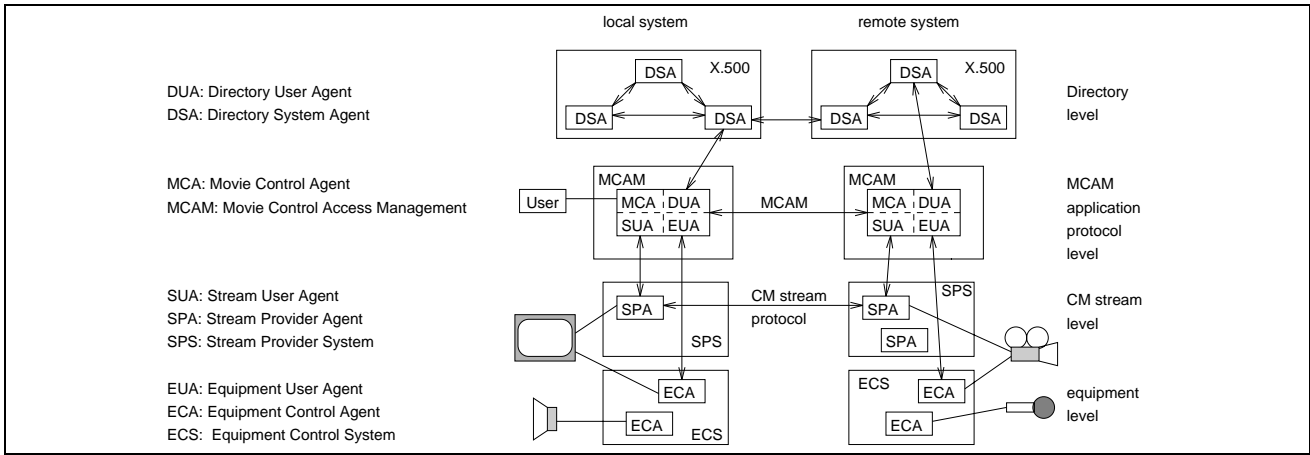 local system
remote system
X.500
DSA
DSA
DSA
X.500
DSA
DSA
DSA
DUA: Directory User Agent
DSA: Directory System Agent
Directory
level
MCA: Movie Control Agent
MCAM: Movie Control Access Management
User
MCAM
MCA DUA
SUA EUA
MCAM
MCAM
MCA DUA
SUA EUA
MCAM
application
protocol
level
SUA: Stream User Agent
SPA: Stream Provider Agent
SPS: Stream Provider System
SPA
SPS
CM stream
protocol
SPS
SPA
SPA
CM stream
level
EUA: Equipment User Agent
ECA: Equipment Control Agent
ECS: Equipment Control System
ECA
ECA
ECS
ECS
ECA
ECA
equipment
level